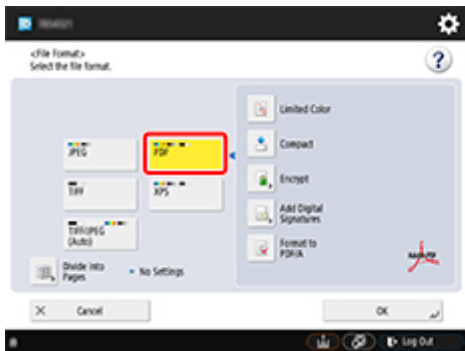 <File Format>
Select the file format.
?
Limited Color
JPEG
PDF
Compact
TIFF
XPS
Encrypt
TIFF/JPEG
(Auto)
Add Digital
Signatures
Format to
PDF/A
Divide into
Pages
No Settings
Cancel
OK
Log Out